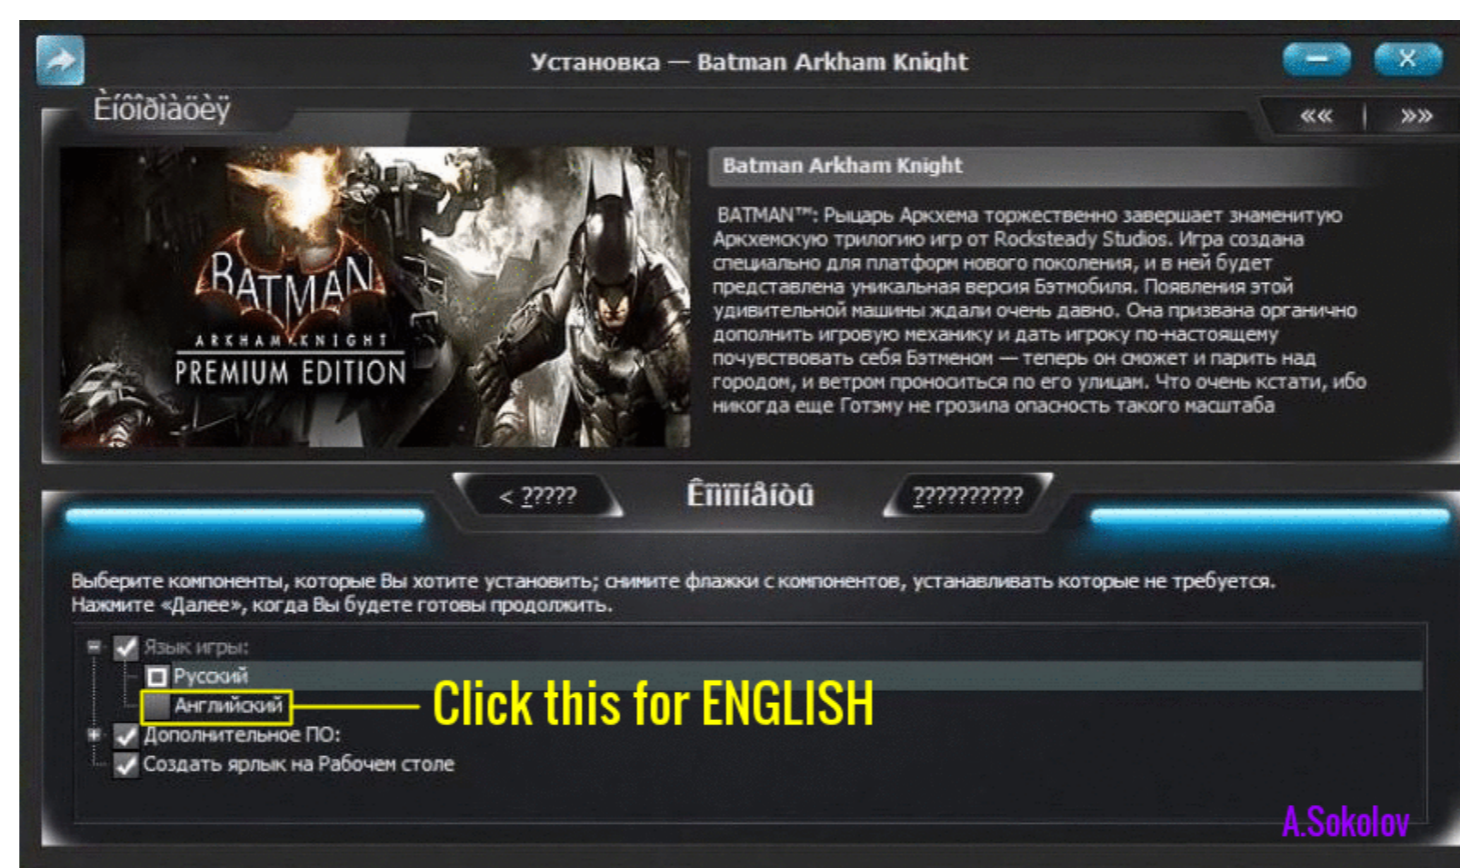 Установка — Batman Arkham Knight
Èíôîðìàöèÿ
«« | »»
BATMAN
ARKHAM KNIGHT
PREMIUM EDITION
Batman Arkham Knight
BATMAN™: Рыцарь Аркхема торжественно завершает знаменитую
Аркхемскую трилогию игр от Rocksteady Studios. Игра создана
специально для платформ нового поколения, и в ней будет
представлена уникальная версия Бэтмобиля. Появления этой
удивительной машины ждали очень давно. Она призвана органично
дополнить игровую механику и дать игроку по-настоящему
почувствовать себя Бэтменом — теперь он сможет и парить над
городом, и ветром проноситься по его улицам. Что очень кстати, ибо
никогда еще Готэму не грозила опасность такого масштаба
< ????? Êîìïîíåíòû ??????????
Выберите компоненты, которые Вы хотите установить; снимите флажки с компонентов, устанавливать которые не требуется.
Нажмите «Далее», когда Вы будете готовы продолжить.
Язык игры:
Русский
Английский Click this for ENGLISH
Дополнительное ПО:
Создать ярлык на Рабочем столе
A.Sokolov